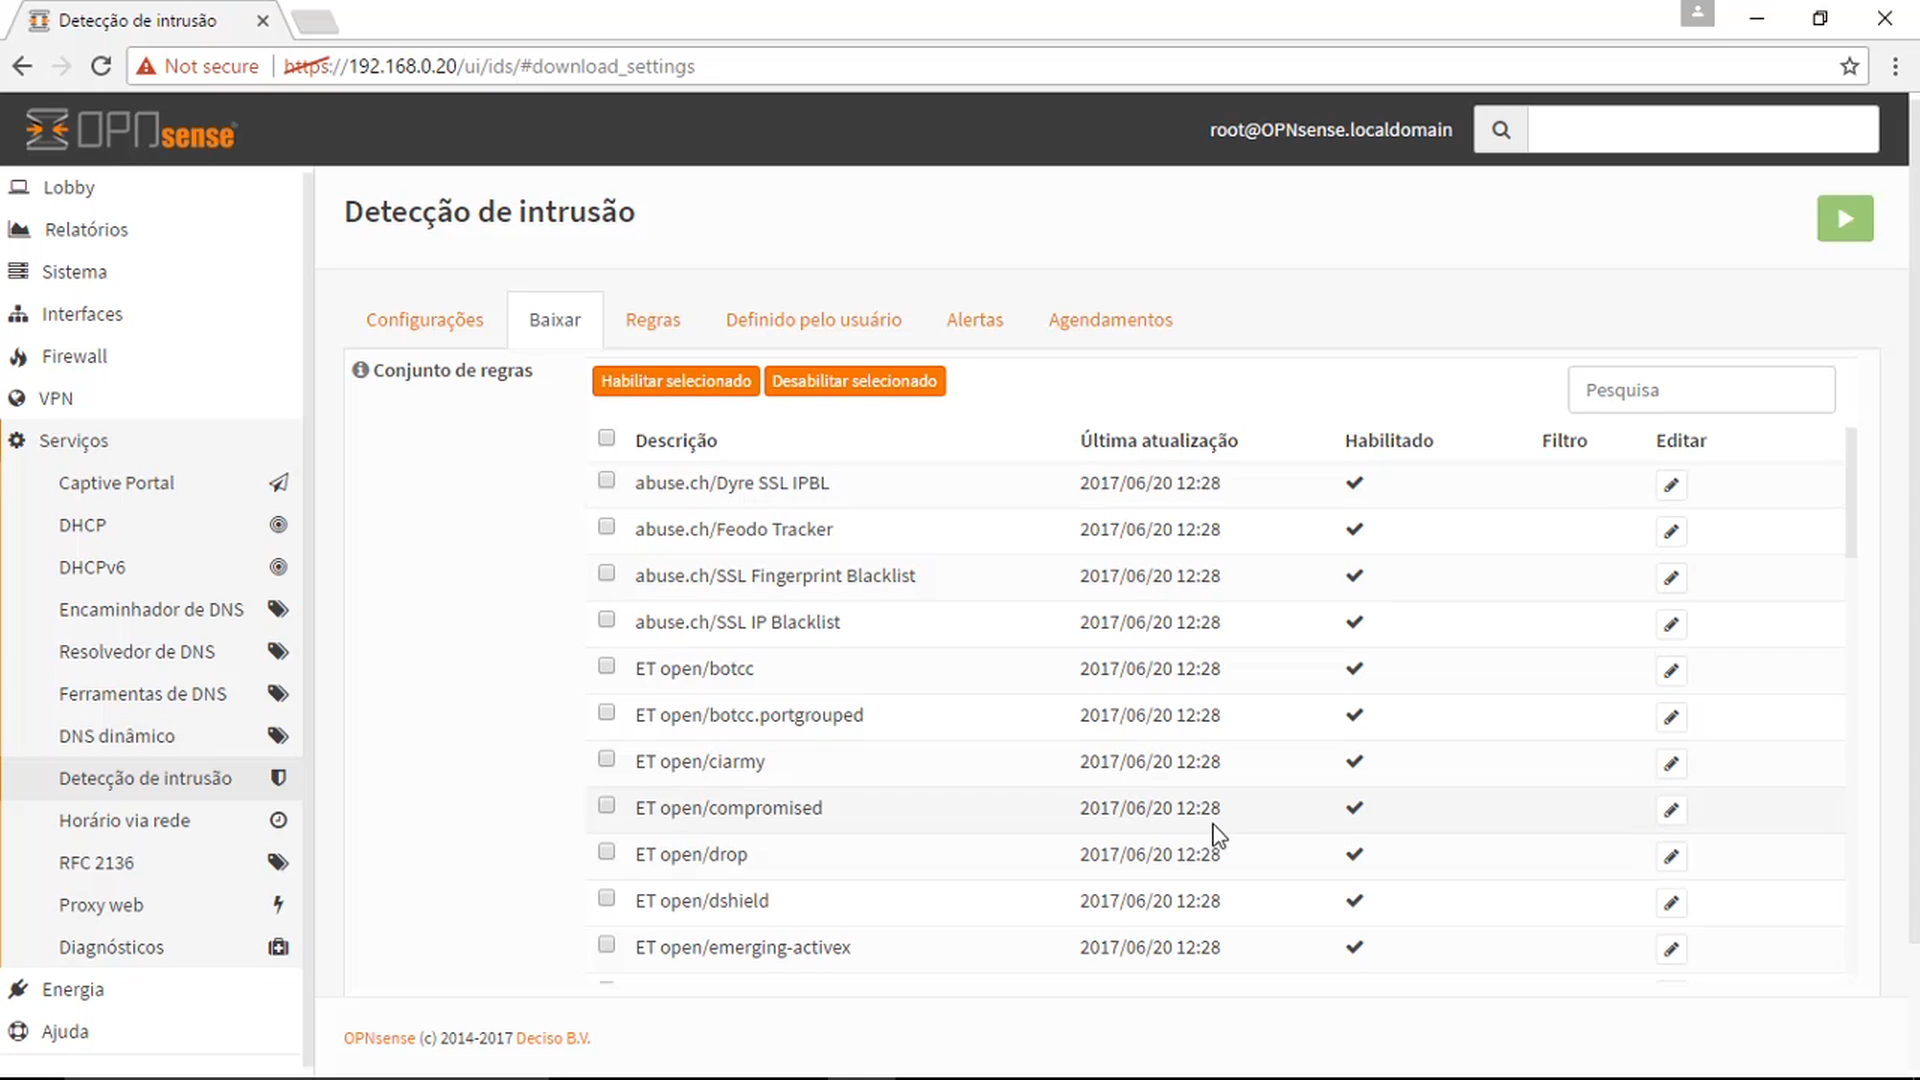 Detecção de intrusão
Not secure
https://192.168.0.20/ui/ids/#download_settings
OPNsense
root@OPNsense.localdomain
Lobby
Relatórios
Sistema
Interfaces
Firewall
VPN
Serviços
Captive Portal
DHCP
DHCPv6
Encaminhador de DNS
Resolvedor de DNS
Ferramentas de DNS
DNS dinâmico
Detecção de intrusão
Horário via rede
RFC 2136
Proxy web
Diagnósticos
Energia
Ajuda
Detecção de intrusão
Configurações Baixar Regras Definido pelo usuário Alertas Agendamentos
Conjunto de regras
Habilitar selecionado Desabilitar selecionado
Pesquisa
Descrição Última atualização Habilitado Filtro Editar
abuse.ch/Dyre SSL IPBL 2017/06/20 12:28
abuse.ch/Feodo Tracker 2017/06/20 12:28
abuse.ch/SSL Fingerprint Blacklist 2017/06/20 12:28
abuse.ch/SSL IP Blacklist 2017/06/20 12:28
ET open/botcc 2017/06/20 12:28
ET open/botcc.portgrouped 2017/06/20 12:28
ET open/ciarmy 2017/06/20 12:28
ET open/compromised 2017/06/20 12:28
ET open/drop 2017/06/20 12:28
ET open/dshield 2017/06/20 12:28
ET open/emerging-activex 2017/06/20 12:28
OPNsense (c) 2014-2017 Deciso B.V.